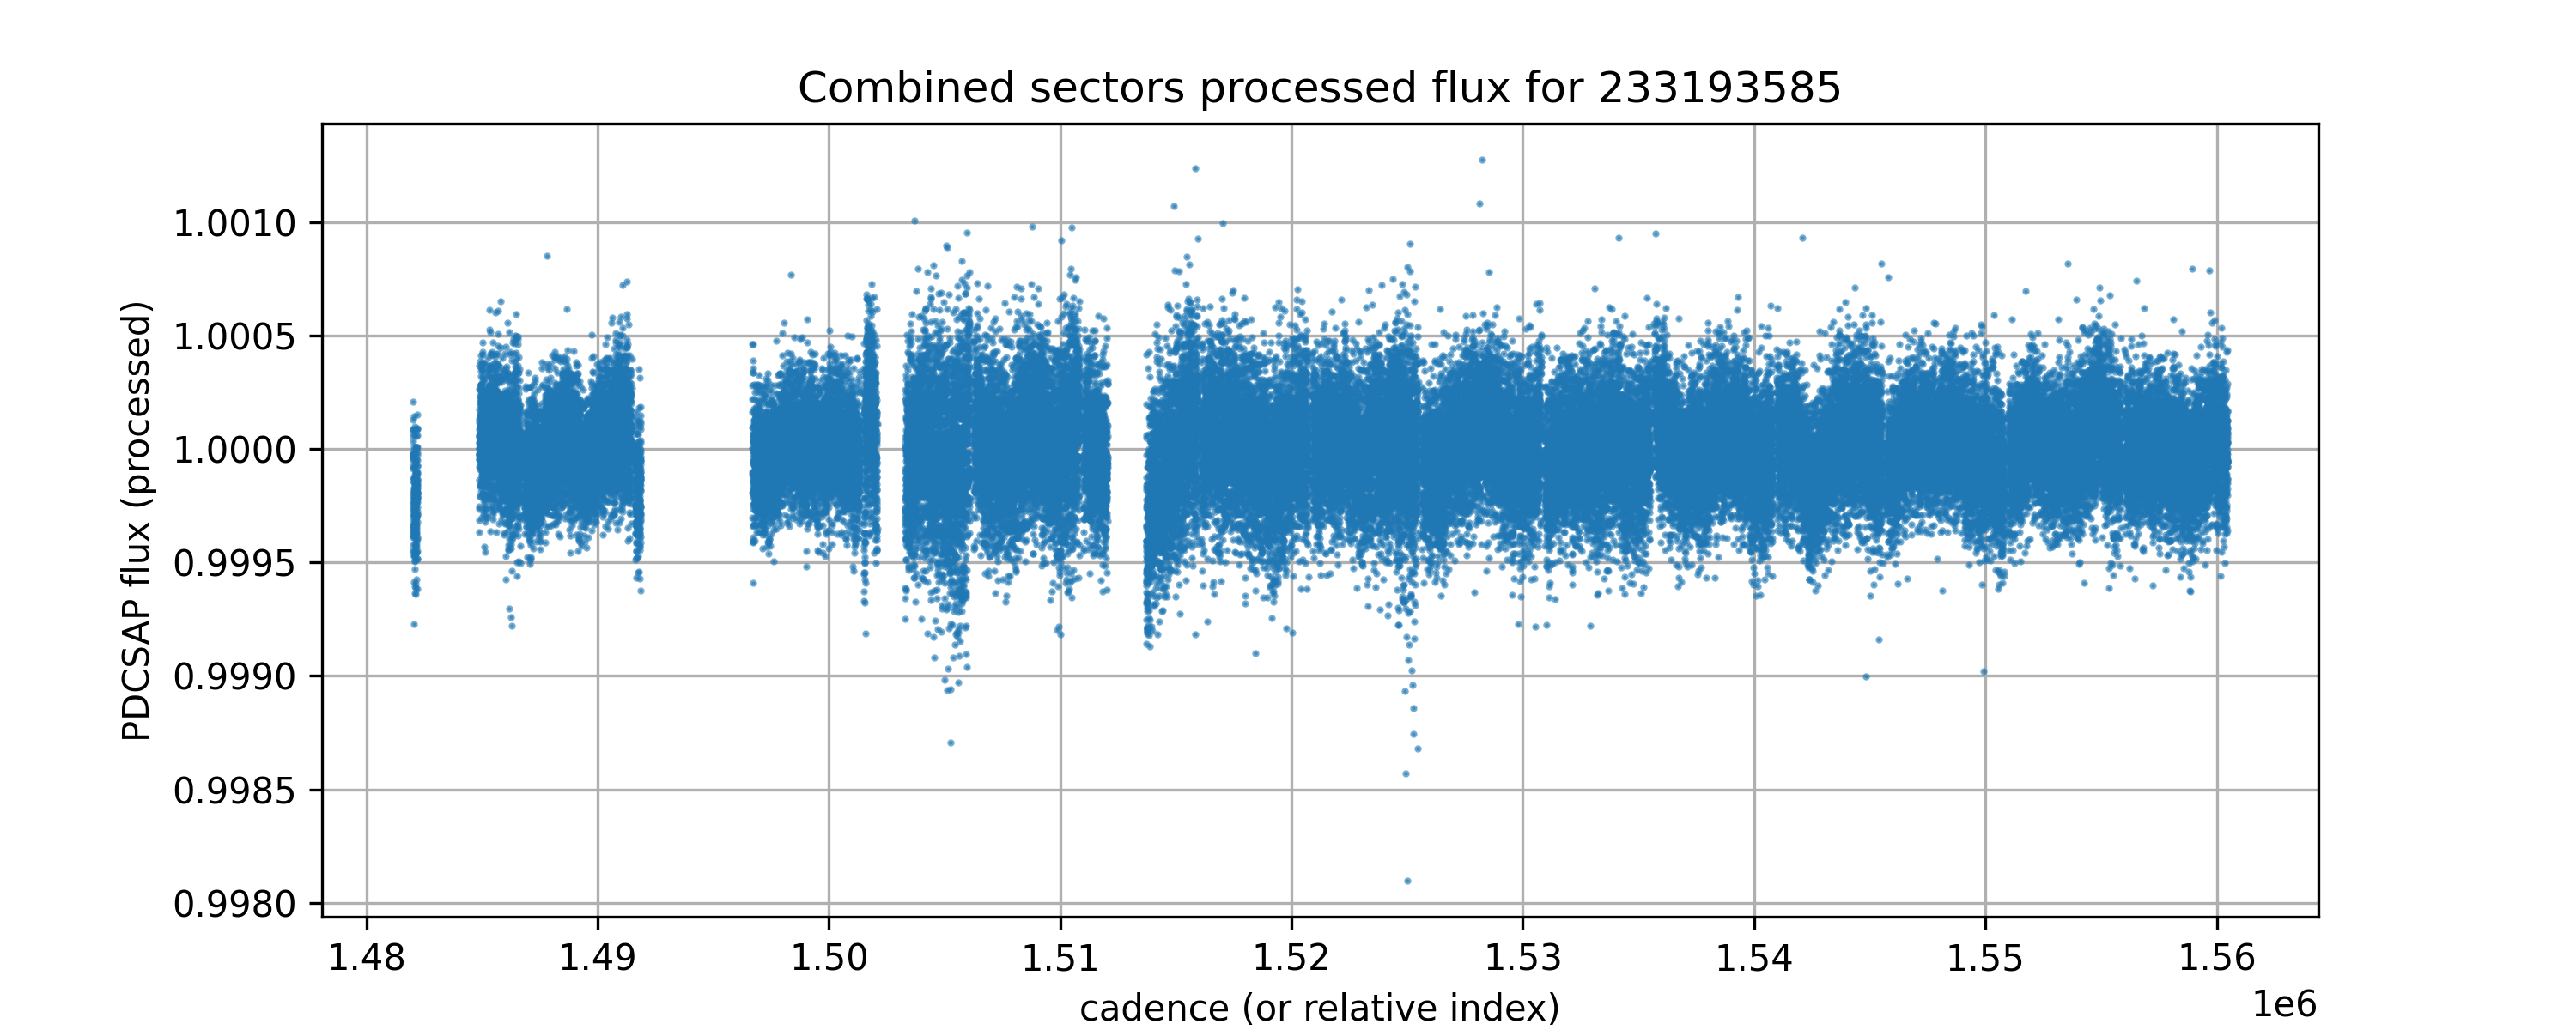 Combined sectors processed flux for 233193585
PDCSAP flux (processed)
1.0010
1.0005
1.0000
0.9995
0.9990
0.9985
0.9980
1.48 1.49 1.50 1.51 1.52 1.53 1.54 1.55 1.56
1e6
cadence (or relative index)